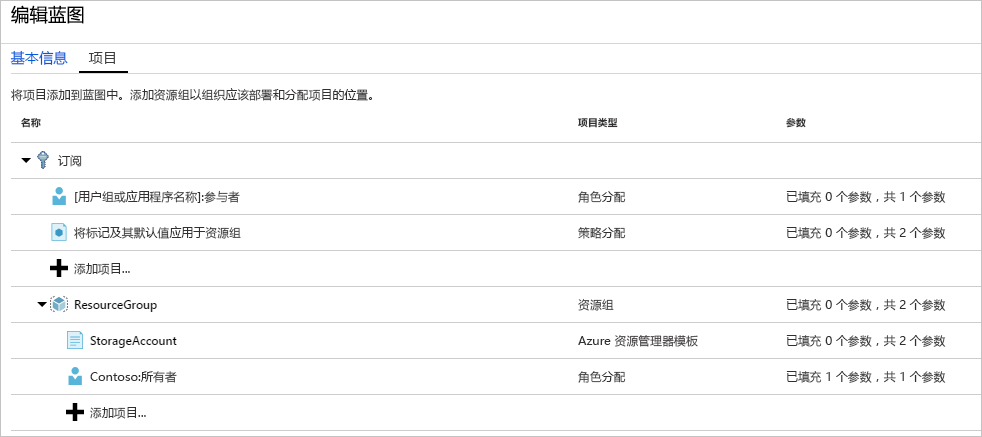 编辑蓝图
基本信息 项目
将项目添加到蓝图中。添加资源组以组织应该部署和分配项目的位置。
名称 项目类型 参数
订阅
[用户组或应用程序名称]:参与者 角色分配 已填充 0 个参数，共 1 个参数
将标记及其默认值应用于资源组 策略分配 已填充 0 个参数，共 2 个参数
添加项目...
ResourceGroup 资源组 已填充 0 个参数，共 2 个参数
StorageAccount Azure 资源管理器模板 已填充 0 个参数，共 2 个参数
Contoso:所有者 角色分配 已填充 1 个参数，共 1 个参数
添加项目...